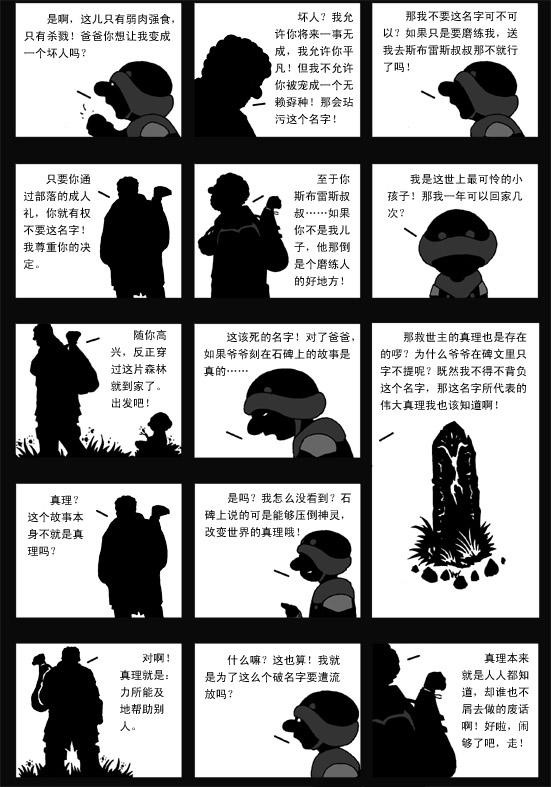 是啊，这儿只有弱肉强食，
只有杀戮！爸爸你想让我变成
一个坏人吗？
坏人？我允
许你将来一事无
成，我允许你平
凡！但我不允许
你被宠成一个无
赖孬种！那会玷
污这个名字！
那我不要这名字可不可
以？如果只是要磨练我，送
我去斯布雷斯叔叔那不就行
了吗！
只要你通
过部落的成人
礼，你就有权
不要这名字！
我尊重你的决
定。
至于你
斯布雷斯叔
叔……如果
你不是我儿
子，他那倒
是个磨练人
的好地方！
我是这世上最可怜的小
孩子！那我一年可以回家几
次？
随你高
兴，反正穿
过这片森林
就到家了。
出发吧！
这该死的名字！对了爸爸，
如果爷爷刻在石碑上的故事是
真的……
那救世主的真理也是存在
的啰？为什么爷爷在碑文里只
字不提呢？既然我不得不背负
这个名字，那这名字所代表的
伟大真理我也该知道啊！
真理？
这个故事本
身不就是真
理吗？
是吗？我怎么没看到？石
碑上说的可是能够压倒神灵，
改变世界的真理哦！
对啊！
真理就是：
力所能及
地帮助别
人。
什么嘛？这也算！我就
是为了这么个破名字要遭流
放吗？
真理本来
就是人人都知
道，却谁也不
屑去做的废话
啊！好啦，闹
够了吧，走！